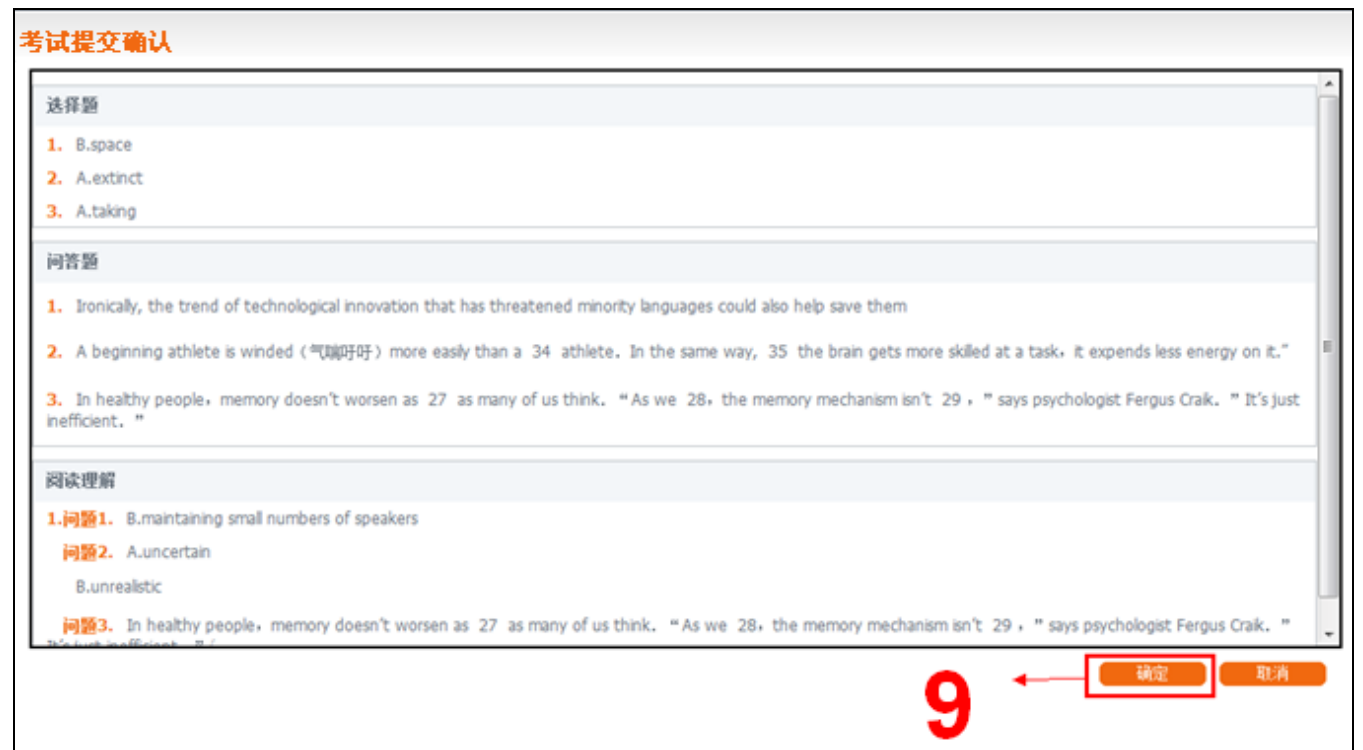 考试提交确认
选择题
1. B.space
2. A.extinct
3. A.taking
问答题
1. Ironically, the trend of technological innovation that has threatened minority languages could also help save them
2. A beginning athlete is winded（气喘吁吁）more easily than a 34 athlete. In the same way, 35 the brain gets more skilled at a task, it expends less energy on it."
3. In healthy people, memory doesn't worsen as 27 as many of us think. “As we 28, the memory mechanism isn't 29 , ” says psychologist Fergus Craik. ” It's just
inefficient. ”
阅读理解
1.问题1. B.maintaining small numbers of speakers
问题2. A.uncertain
B.unrealistic
问题3. In healthy people, memory doesn't worsen as 27 as many of us think. “As we 28, the memory mechanism isn't 29 , ” says psychologist Fergus Craik. ”
It's just inefficient. ”
确定 取消
9